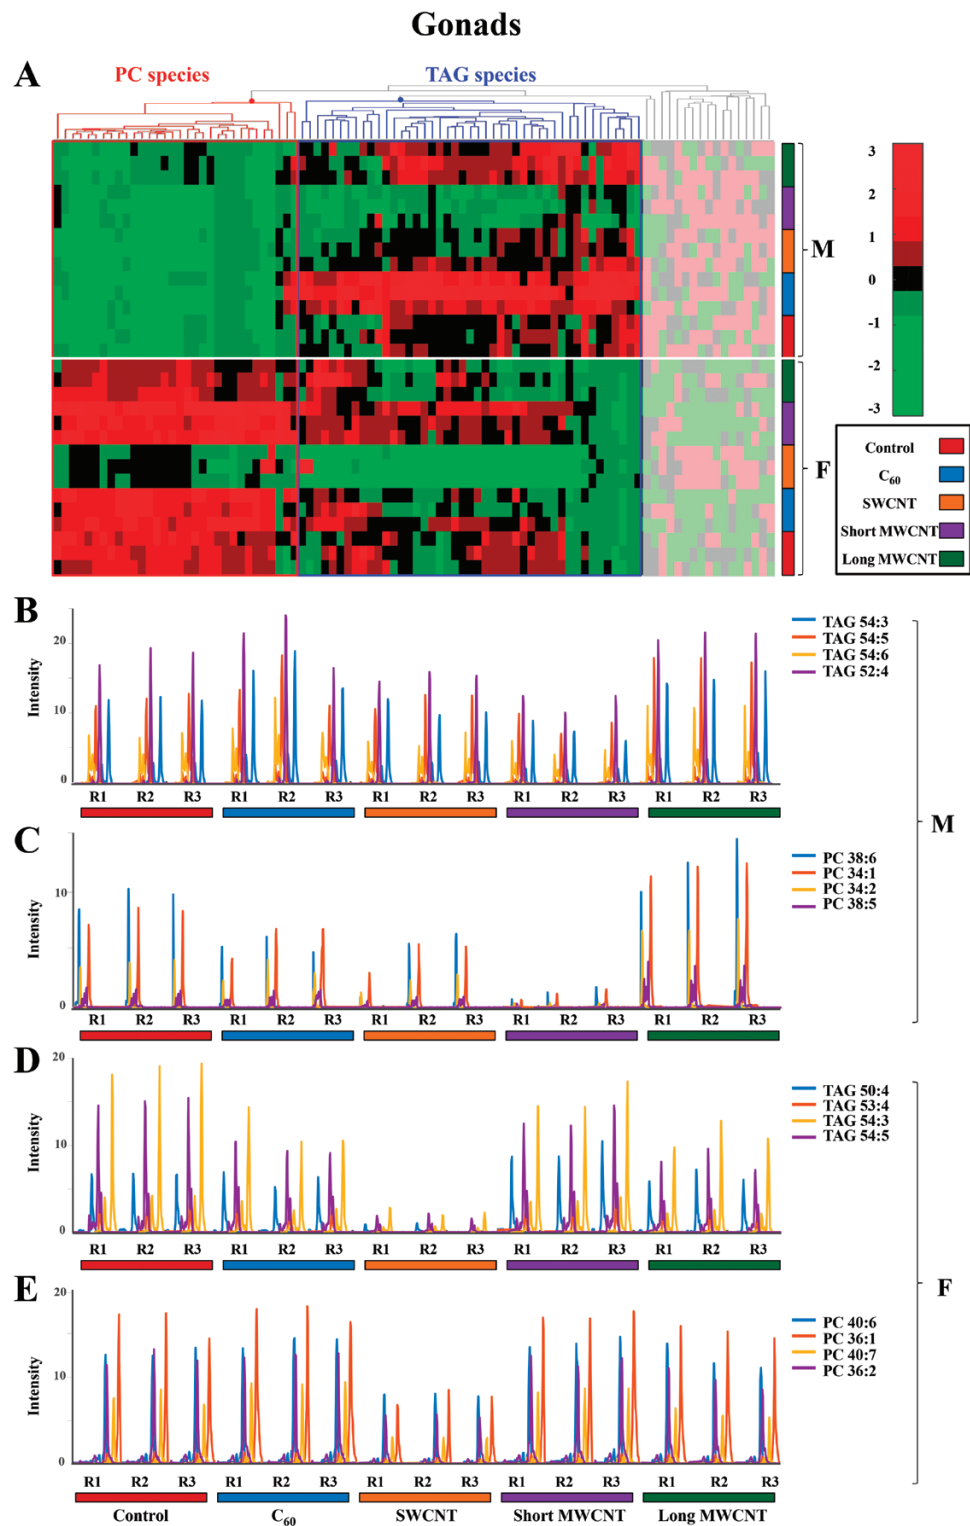 Gonads
A
PC species
TAG species
3
2
1
0
-1
-2
-3
M
F
Control
C60
SWCNT
Short MWCNT
Long MWCNT
B
Intensity
20
10
0
R1 R2 R3 R1 R2 R3 R1 R2 R3 R1 R2 R3 R1 R2 R3
TAG 54:3
TAG 54:5
TAG 54:6
TAG 52:4
C
Intensity
10
0
R1 R2 R3 R1 R2 R3 R1 R2 R3 R1 R2 R3 R1 R2 R3
PC 38:6
PC 34:1
PC 34:2
PC 38:5
M
D
Intensity
20
10
0
R1 R2 R3 R1 R2 R3 R1 R2 R3 R1 R2 R3 R1 R2 R3
TAG 50:4
TAG 53:4
TAG 54:3
TAG 54:5
E
Intensity
20
10
0
R1 R2 R3 R1 R2 R3 R1 R2 R3 R1 R2 R3 R1 R2 R3
PC 40:6
PC 36:1
PC 40:7
PC 36:2
F
Control C60 SWCNT Short MWCNT Long MWCNT